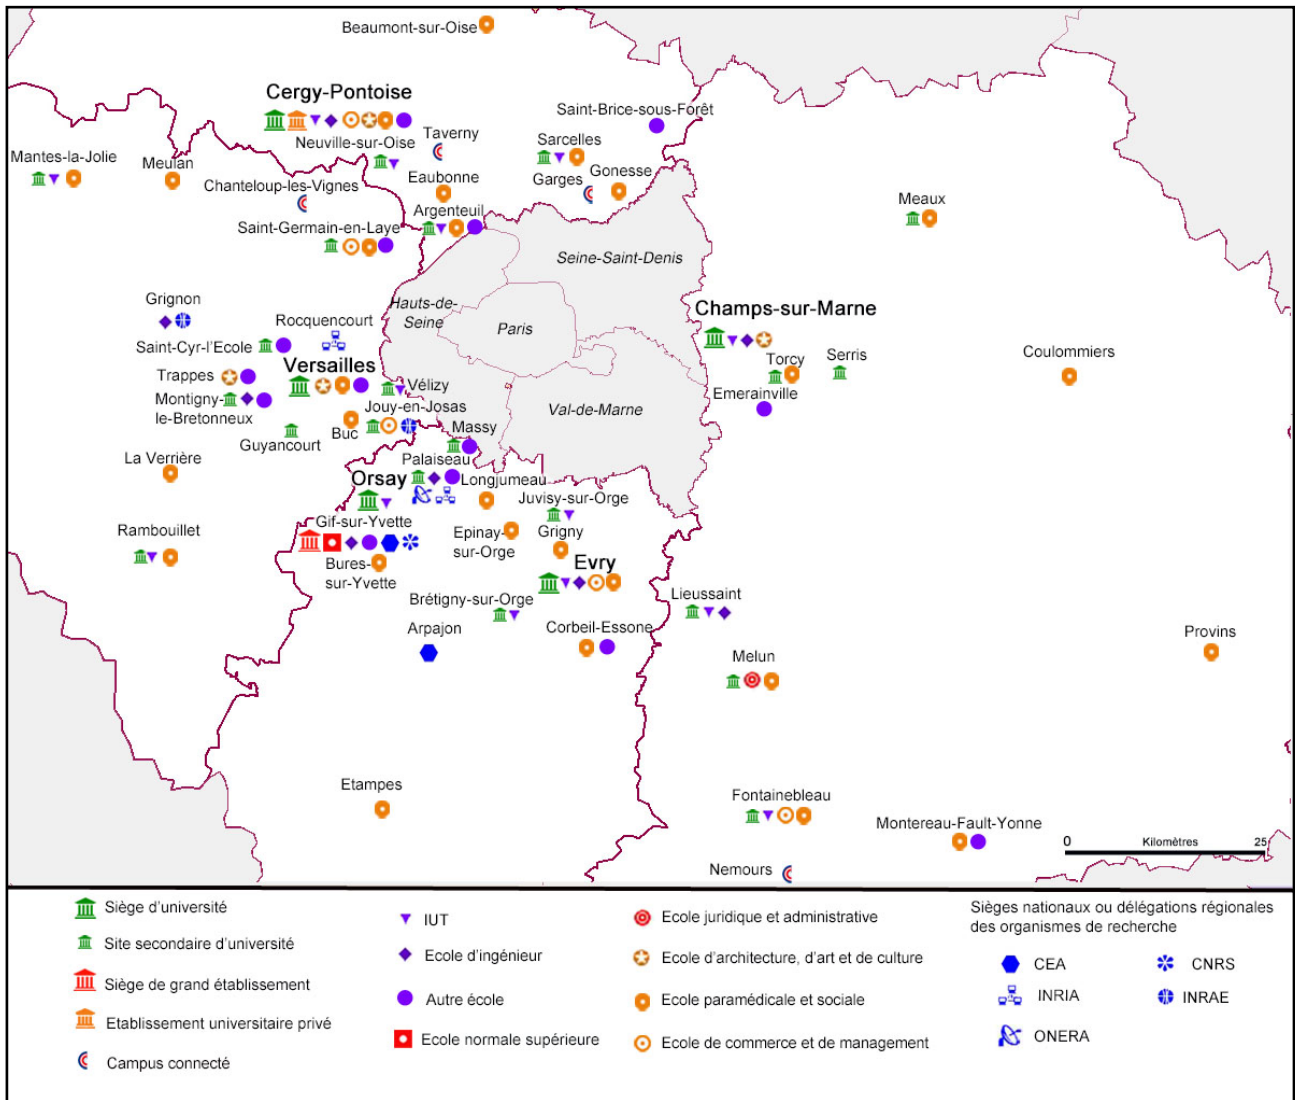 Beaumont-sur-Oise
Cergy-Pontoise
Saint-Brice-sous-Forêt
Taverny
Neuville-sur-Oise
Sarcelles
Mantes-la-Jolie
Meulan
Eaubonne
Garges
Gonesse
Chanteloup-les-Vignes
Meaux
Argenteuil
Saint-Germain-en-Laye
Seine-Saint-Denis
Grignon
Hauts-de-
Seine
Champs-sur-Marne
Rocquencourt
Paris
Saint-Cyr-l'Ecole
Versailles
Torcy
Serris
Coulommiers
Trappes
Vélizy
Emerainville
Montigny-
le-Bretonneux
Jouy-en-Josas
Val-de-Marne
Guyancourt
Buc
Massy
La Verrière
Palaiseau
Orsay
Longjumeau
Juvisy-sur-Orge
Gif-sur-Yvette
Rambouillet
Epinay-
sur-Orge
Grigny
Bures-
sur-Yvette
Evry
Brétigny-sur-Orge
Lieussaint
Arpajon
Corbeil-Essone
Provins
Melun
Etampes
Fontainebleau
Montereau-Fault-Yonne
Nemours
0 Kilomètres 25
Siège d'université
Site secondaire d'université
Siège de grand établissement
Etablissement universitaire privé
Campus connecté
IUT
Ecole d'ingénieur
Autre école
Ecole normale supérieure
Ecole juridique et administrative
Ecole d'architecture, d'art et de culture
Ecole paramédicale et sociale
Ecole de commerce et de management
Sièges nationaux ou délégations régionales
des organismes de recherche
CEA
CNRS
INRIA
INRAE
ONERA